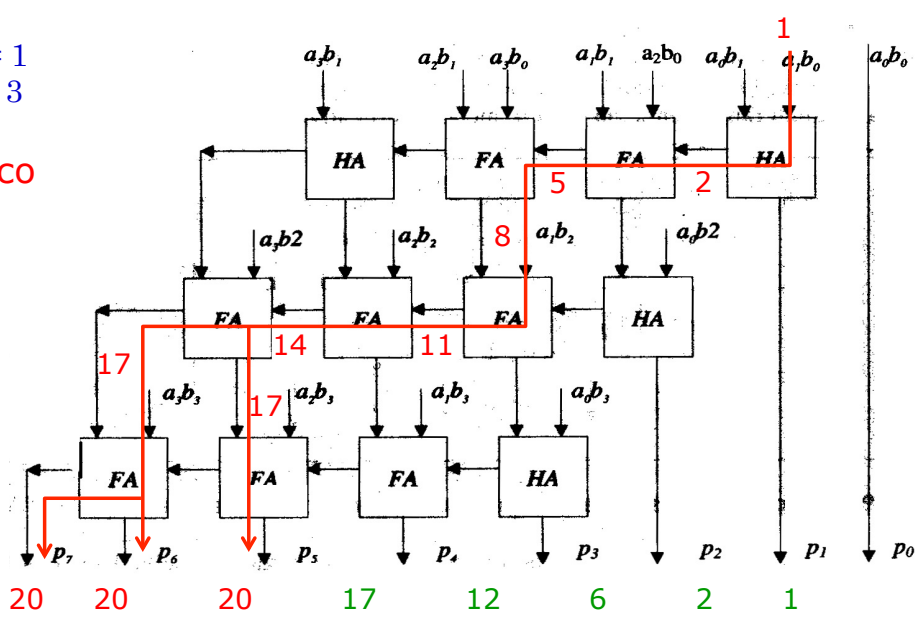 = 1
3
co
1
a₃b₁ a₂b₁ a₃b₀ a₁b₁ a₂b₀ a₀b₁ a₁b₀ a₀b₀
HA FA FA HA
5 2
8
a₃b2 a₂b₂ a₁b₂ a₀b2
FA FA FA HA
17 14 11
a₃b₃ 17 a₂b₃ a₁b₃ a₀b₃
FA FA FA HA
p₇ p₆ p₅ p₄ p₃ p₂ p₁ p₀
20 20 20 17 12 6 2 1